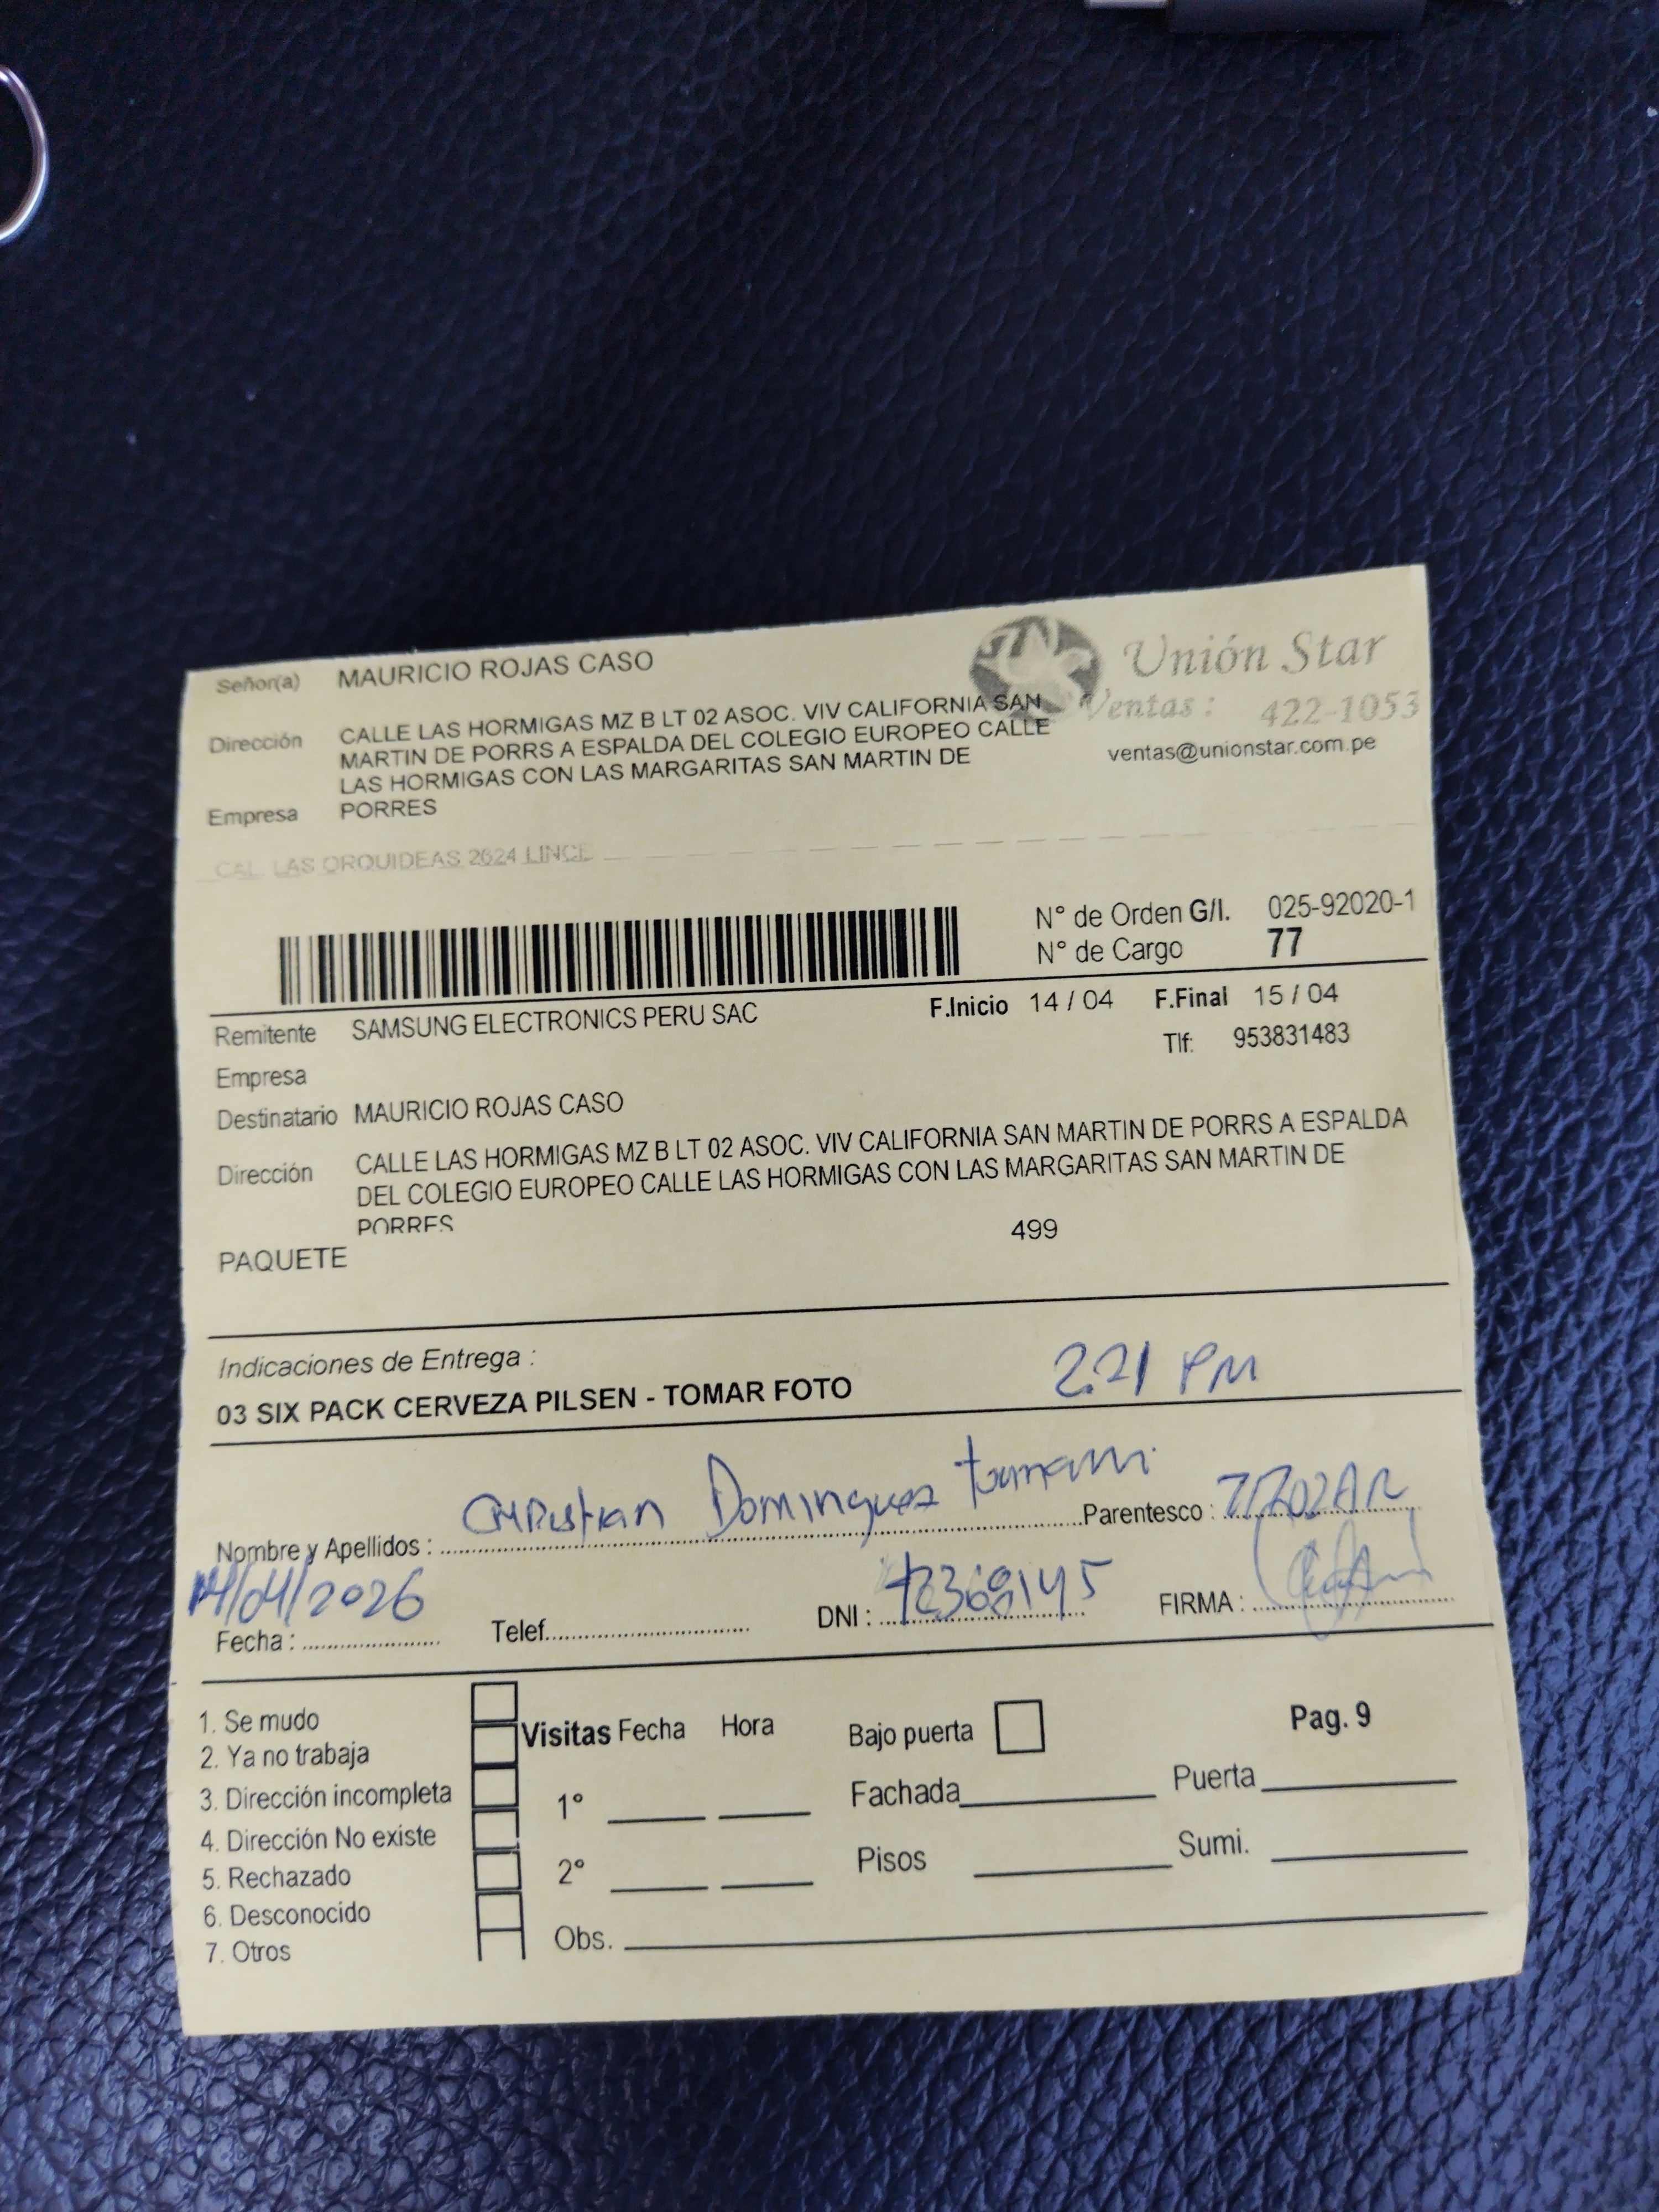 Señor(a) MAURICIO ROJAS CASO
Unión Star
Ventas: 422-1053
ventas@unionstar.com.pe
Dirección CALLE LAS HORMIGAS MZ B LT 02 ASOC. VIV CALIFORNIA SAN
MARTIN DE PORRS A ESPALDA DEL COLEGIO EUROPEO CALLE
LAS HORMIGAS CON LAS MARGARITAS SAN MARTIN DE
PORRES
Empresa
CAL. LAS ORQUIDEAS 2624 LINCE
N° de Orden G/I. 025-92020-1
N° de Cargo 77
F.Inicio 14 / 04 F.Final 15 / 04
Remitente SAMSUNG ELECTRONICS PERU SAC
Tlf: 953831483
Empresa
Destinatario MAURICIO ROJAS CASO
Dirección CALLE LAS HORMIGAS MZ B LT 02 ASOC. VIV CALIFORNIA SAN MARTIN DE PORRS A ESPALDA
DEL COLEGIO EUROPEO CALLE LAS HORMIGAS CON LAS MARGARITAS SAN MARTIN DE
PORRES
499
PAQUETE
Indicaciones de Entrega :
2.21 PM
03 SIX PACK CERVEZA PILSEN - TOMAR FOTO
Nombre y Apellidos : Christian Dominguez Parentesco :
Fecha : 14/04/2026 Telef. DNI : FIRMA :
1. Se mudo
2. Ya no trabaja
3. Dirección incompleta
4. Dirección No existe
5. Rechazado
6. Desconocido
7. Otros
Visitas Fecha Hora
1°
2°
Obs.
Bajo puerta
Fachada
Pisos
Pag. 9
Puerta
Sumi.